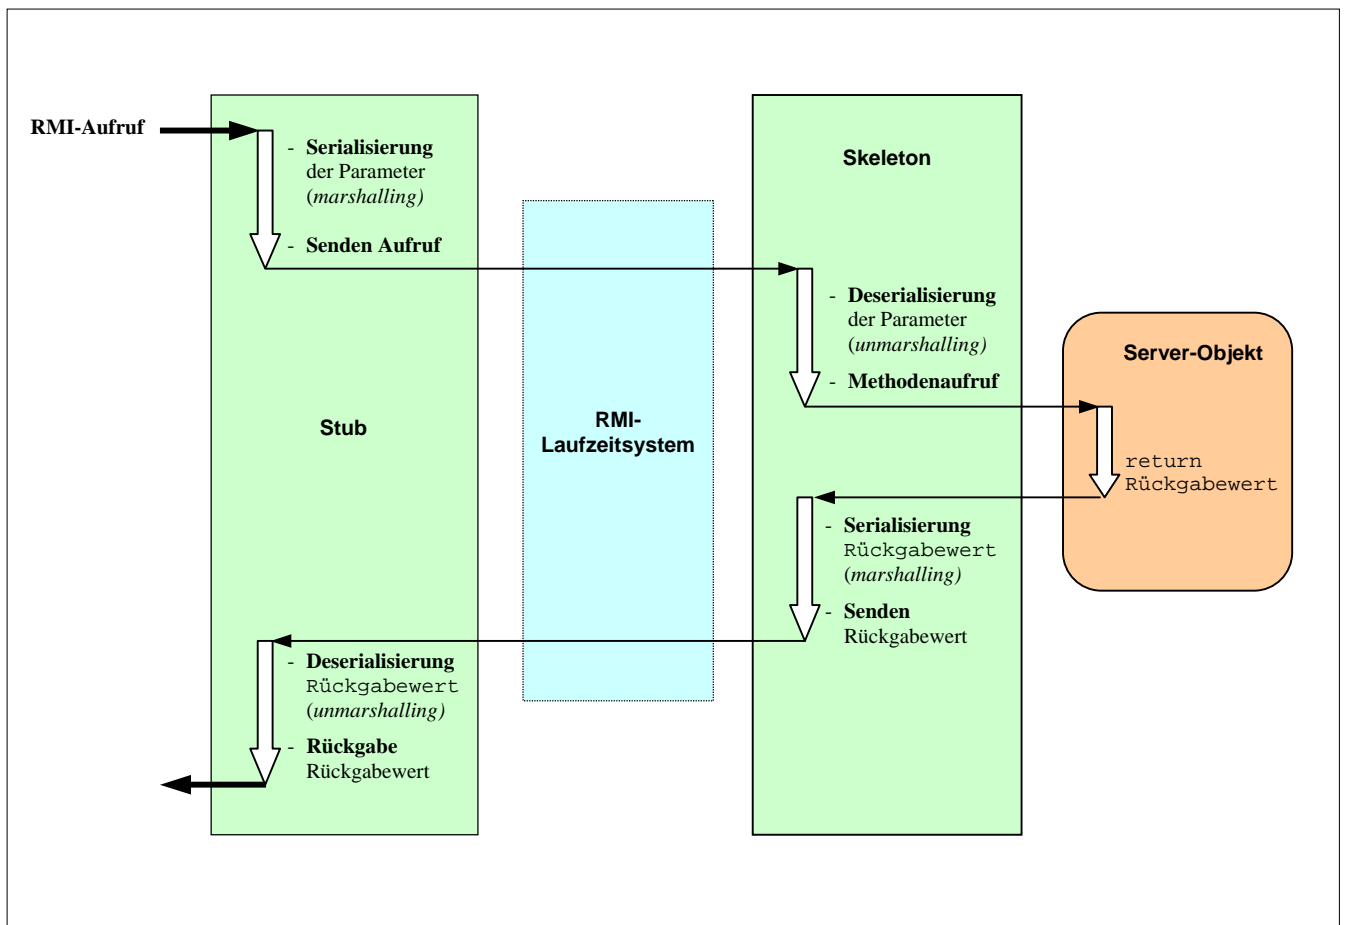 RMI-Aufruf
- Serialisierung
der Parameter
(marshalling)
- Senden Aufruf
Stub
RMI-
Laufzeitsystem
Skeleton
- Deserialisierung
der Parameter
(unmarshalling)
- Methodenaufruf
Server-Objekt
return
Rückgabewert
- Serialisierung
Rückgabewert
(marshalling)
- Senden
Rückgabewert
- Deserialisierung
Rückgabewert
(unmarshalling)
- Rückgabe
Rückgabewert